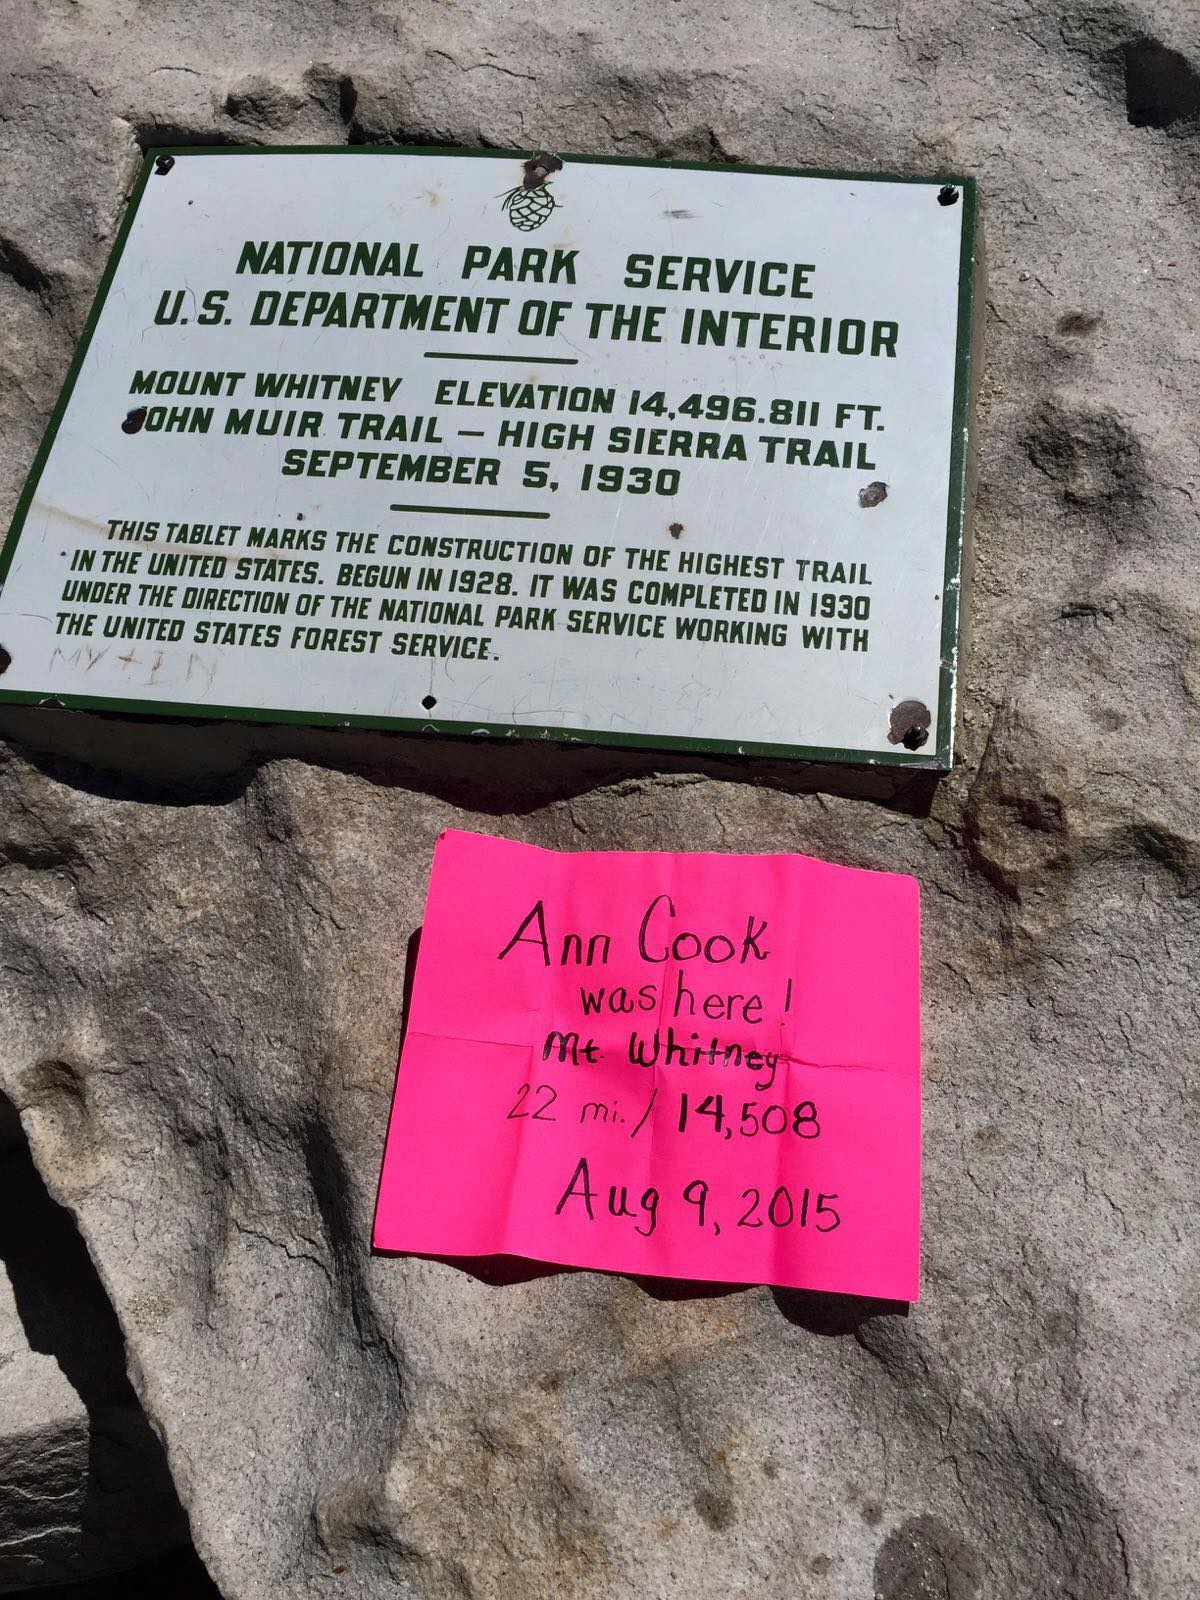 NATIONAL PARK SERVICE
U.S. DEPARTMENT OF THE INTERIOR
MOUNT WHITNEY ELEVATION 14,496.811 FT.
JOHN MUIR TRAIL — HIGH SIERRA TRAIL
SEPTEMBER 5, 1930
THIS TABLET MARKS THE CONSTRUCTION OF THE HIGHEST TRAIL
IN THE UNITED STATES. BEGUN IN 1928. IT WAS COMPLETED IN 1930
UNDER THE DIRECTION OF THE NATIONAL PARK SERVICE WORKING WITH
THE UNITED STATES FOREST SERVICE.
Ann Cook
was here!
Mt. Whitney
22 mi. / 14,508
Aug 9, 2015